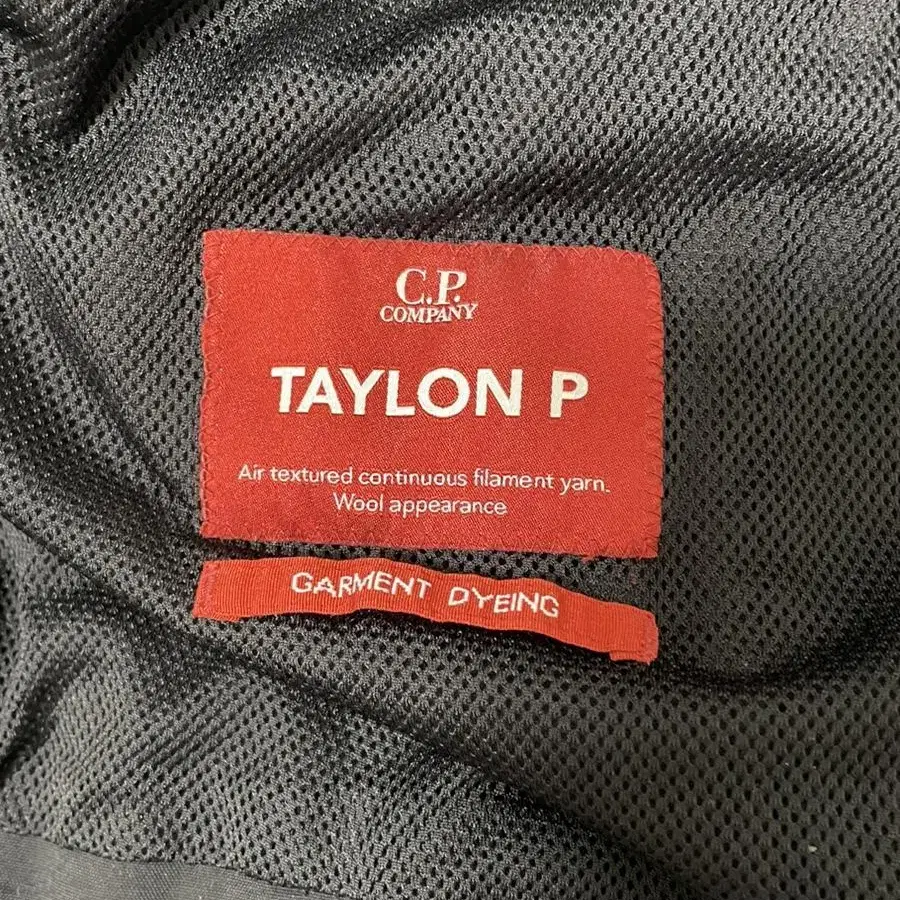 C.P.
COMPANY
TAYLON P
Air textured continuous filament yarn.
Wool appearance
GARMENT DYEING